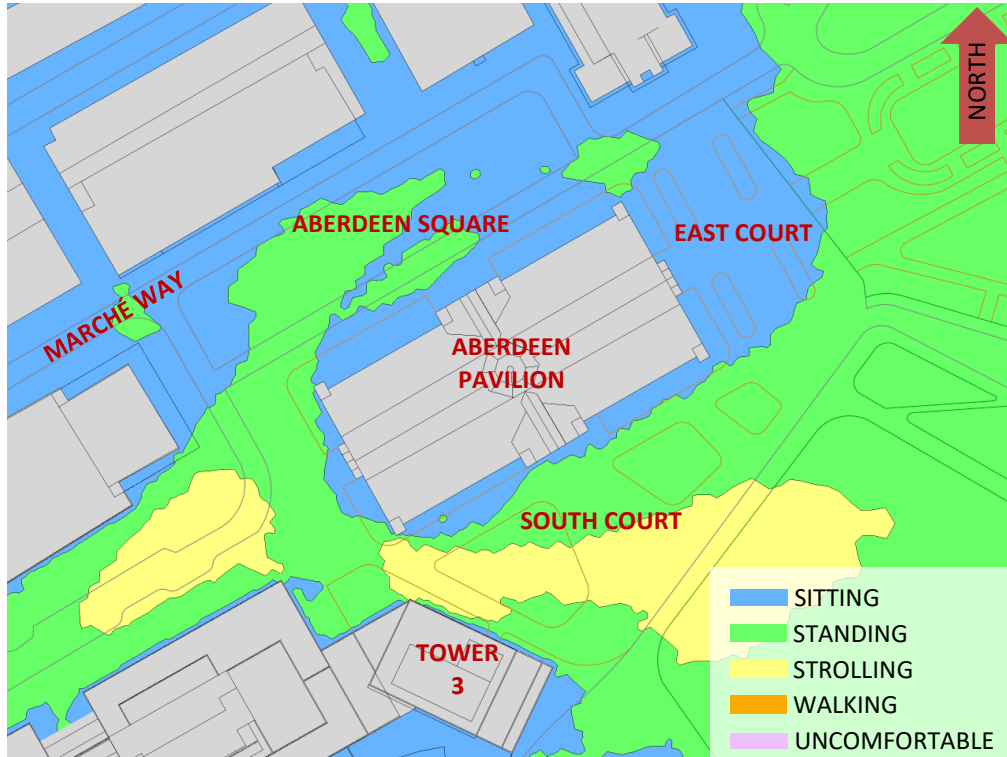 NORTH
ABERDEEN SQUARE
EAST COURT
MARCHÉ WAY
ABERDEEN
PAVILION
SOUTH COURT
TOWER
3
SITTING
STANDING
STROLLING
WALKING
UNCOMFORTABLE